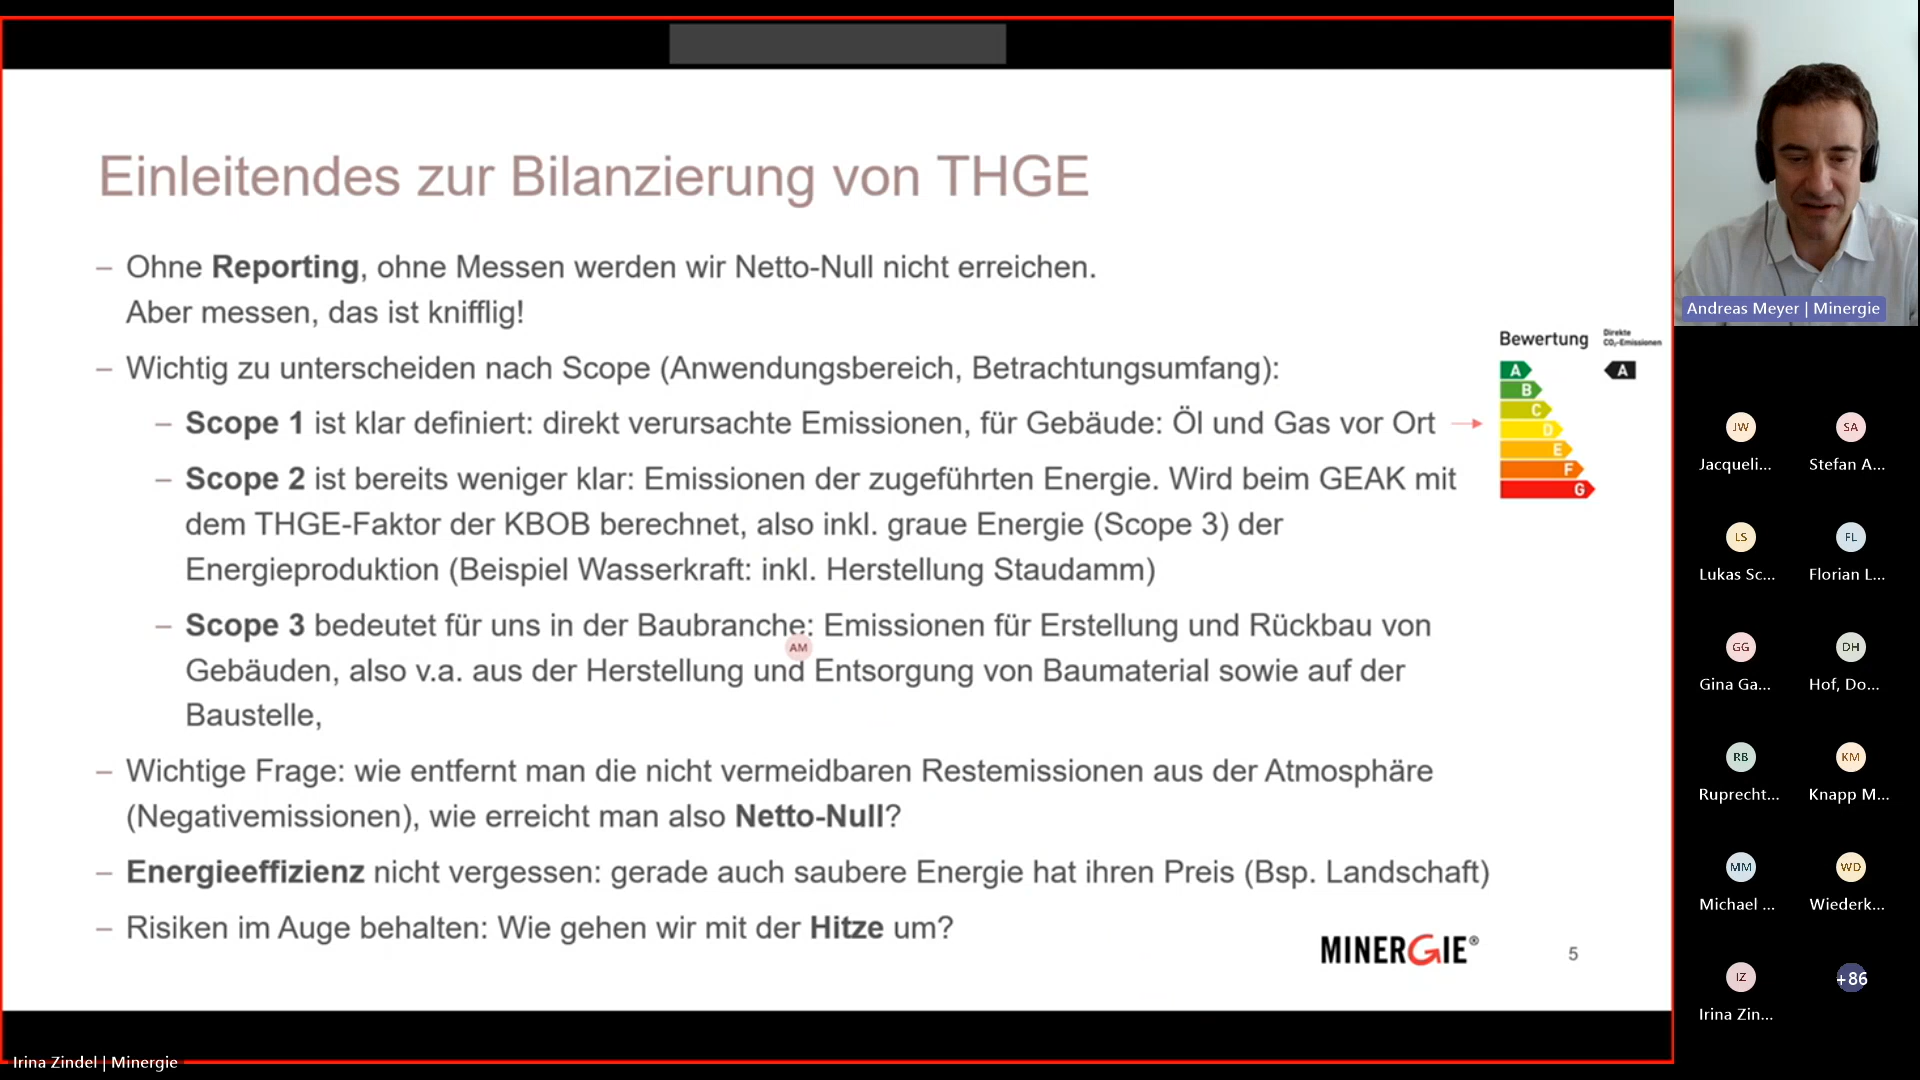 Einleitendes zur Bilanzierung von THGE
– Ohne Reporting, ohne Messen werden wir Netto-Null nicht erreichen.
Aber messen, das ist knifflig!
– Wichtig zu unterscheiden nach Scope (Anwendungsbereich, Betrachtungsumfang):
– Scope 1 ist klar definiert: direkt verursachte Emissionen, für Gebäude: Öl und Gas vor Ort
– Scope 2 ist bereits weniger klar: Emissionen der zugeführten Energie. Wird beim GEAK mit
dem THGE-Faktor der KBOB berechnet, also inkl. graue Energie (Scope 3) der
Energieproduktion (Beispiel Wasserkraft: inkl. Herstellung Staudamm)
– Scope 3 bedeutet für uns in der Baubranche: Emissionen für Erstellung und Rückbau von
Gebäuden, also v.a. aus der Herstellung und Entsorgung von Baumaterial sowie auf der
Baustelle,
– Wichtige Frage: wie entfernt man die nicht vermeidbaren Restemissionen aus der Atmosphäre
(Negativemissionen), wie erreicht man also Netto-Null?
– Energieeffizienz nicht vergessen: gerade auch saubere Energie hat ihren Preis (Bsp. Landschaft)
– Risiken im Auge behalten: Wie gehen wir mit der Hitze um?
AM
Bewertung
Direkte
CO₂-Emissionen
A A
B
C
D
E
F
G
MINERGIE®
5
Irina Zindel | Minergie
Andreas Meyer | Minergie
JW SA
Jacqueli... Stefan A...
LS FL
Lukas Sc... Florian L...
GG DH
Gina Ga... Hof, Do...
RB KM
Ruprecht... Knapp M...
MM WD
Michael ... Wiederk...
IZ +86
Irina Zin...